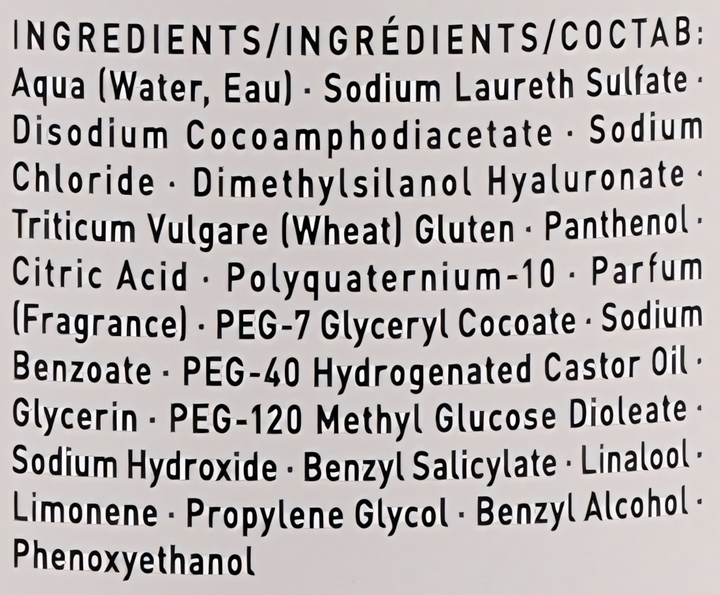 INGREDIENTS/INGRÉDIENTS/СОСТАВ:
Aqua (Water, Eau) · Sodium Laureth Sulfate ·
Disodium Cocoamphodiacetate · Sodium
Chloride · Dimethylsilanol Hyaluronate ·
Triticum Vulgare (Wheat) Gluten · Panthenol ·
Citric Acid · Polyquaternium-10 · Parfum
(Fragrance) · PEG-7 Glyceryl Cocoate · Sodium
Benzoate · PEG-40 Hydrogenated Castor Oil ·
Glycerin · PEG-120 Methyl Glucose Dioleate ·
Sodium Hydroxide · Benzyl Salicylate · Linalool ·
Limonene · Propylene Glycol · Benzyl Alcohol ·
Phenoxyethanol